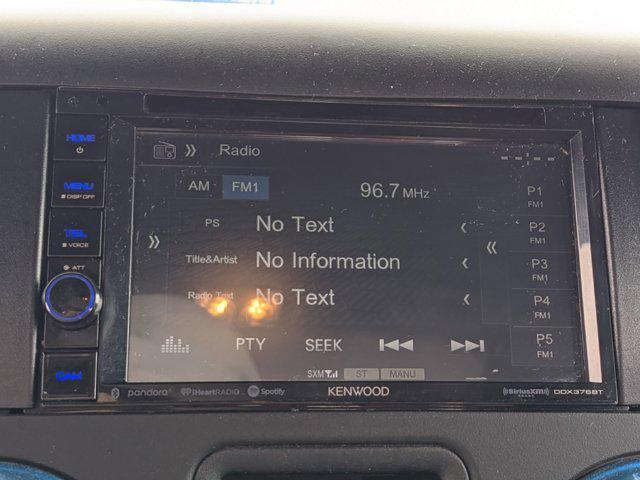 HOME
MENU
DISP OFF
TEL
VOICE
ATT
CAM
Radio
AM FM1 96.7 MHz
PS No Text
Title&Artist No Information
Radio Text No Text
PTY SEEK
SXM ST MANU
P1
FM1
P2
FM1
P3
FM1
P4
FM1
P5
FM1
pandora iHeartRADIO Spotify KENWOOD SiriusXM DDX376BT